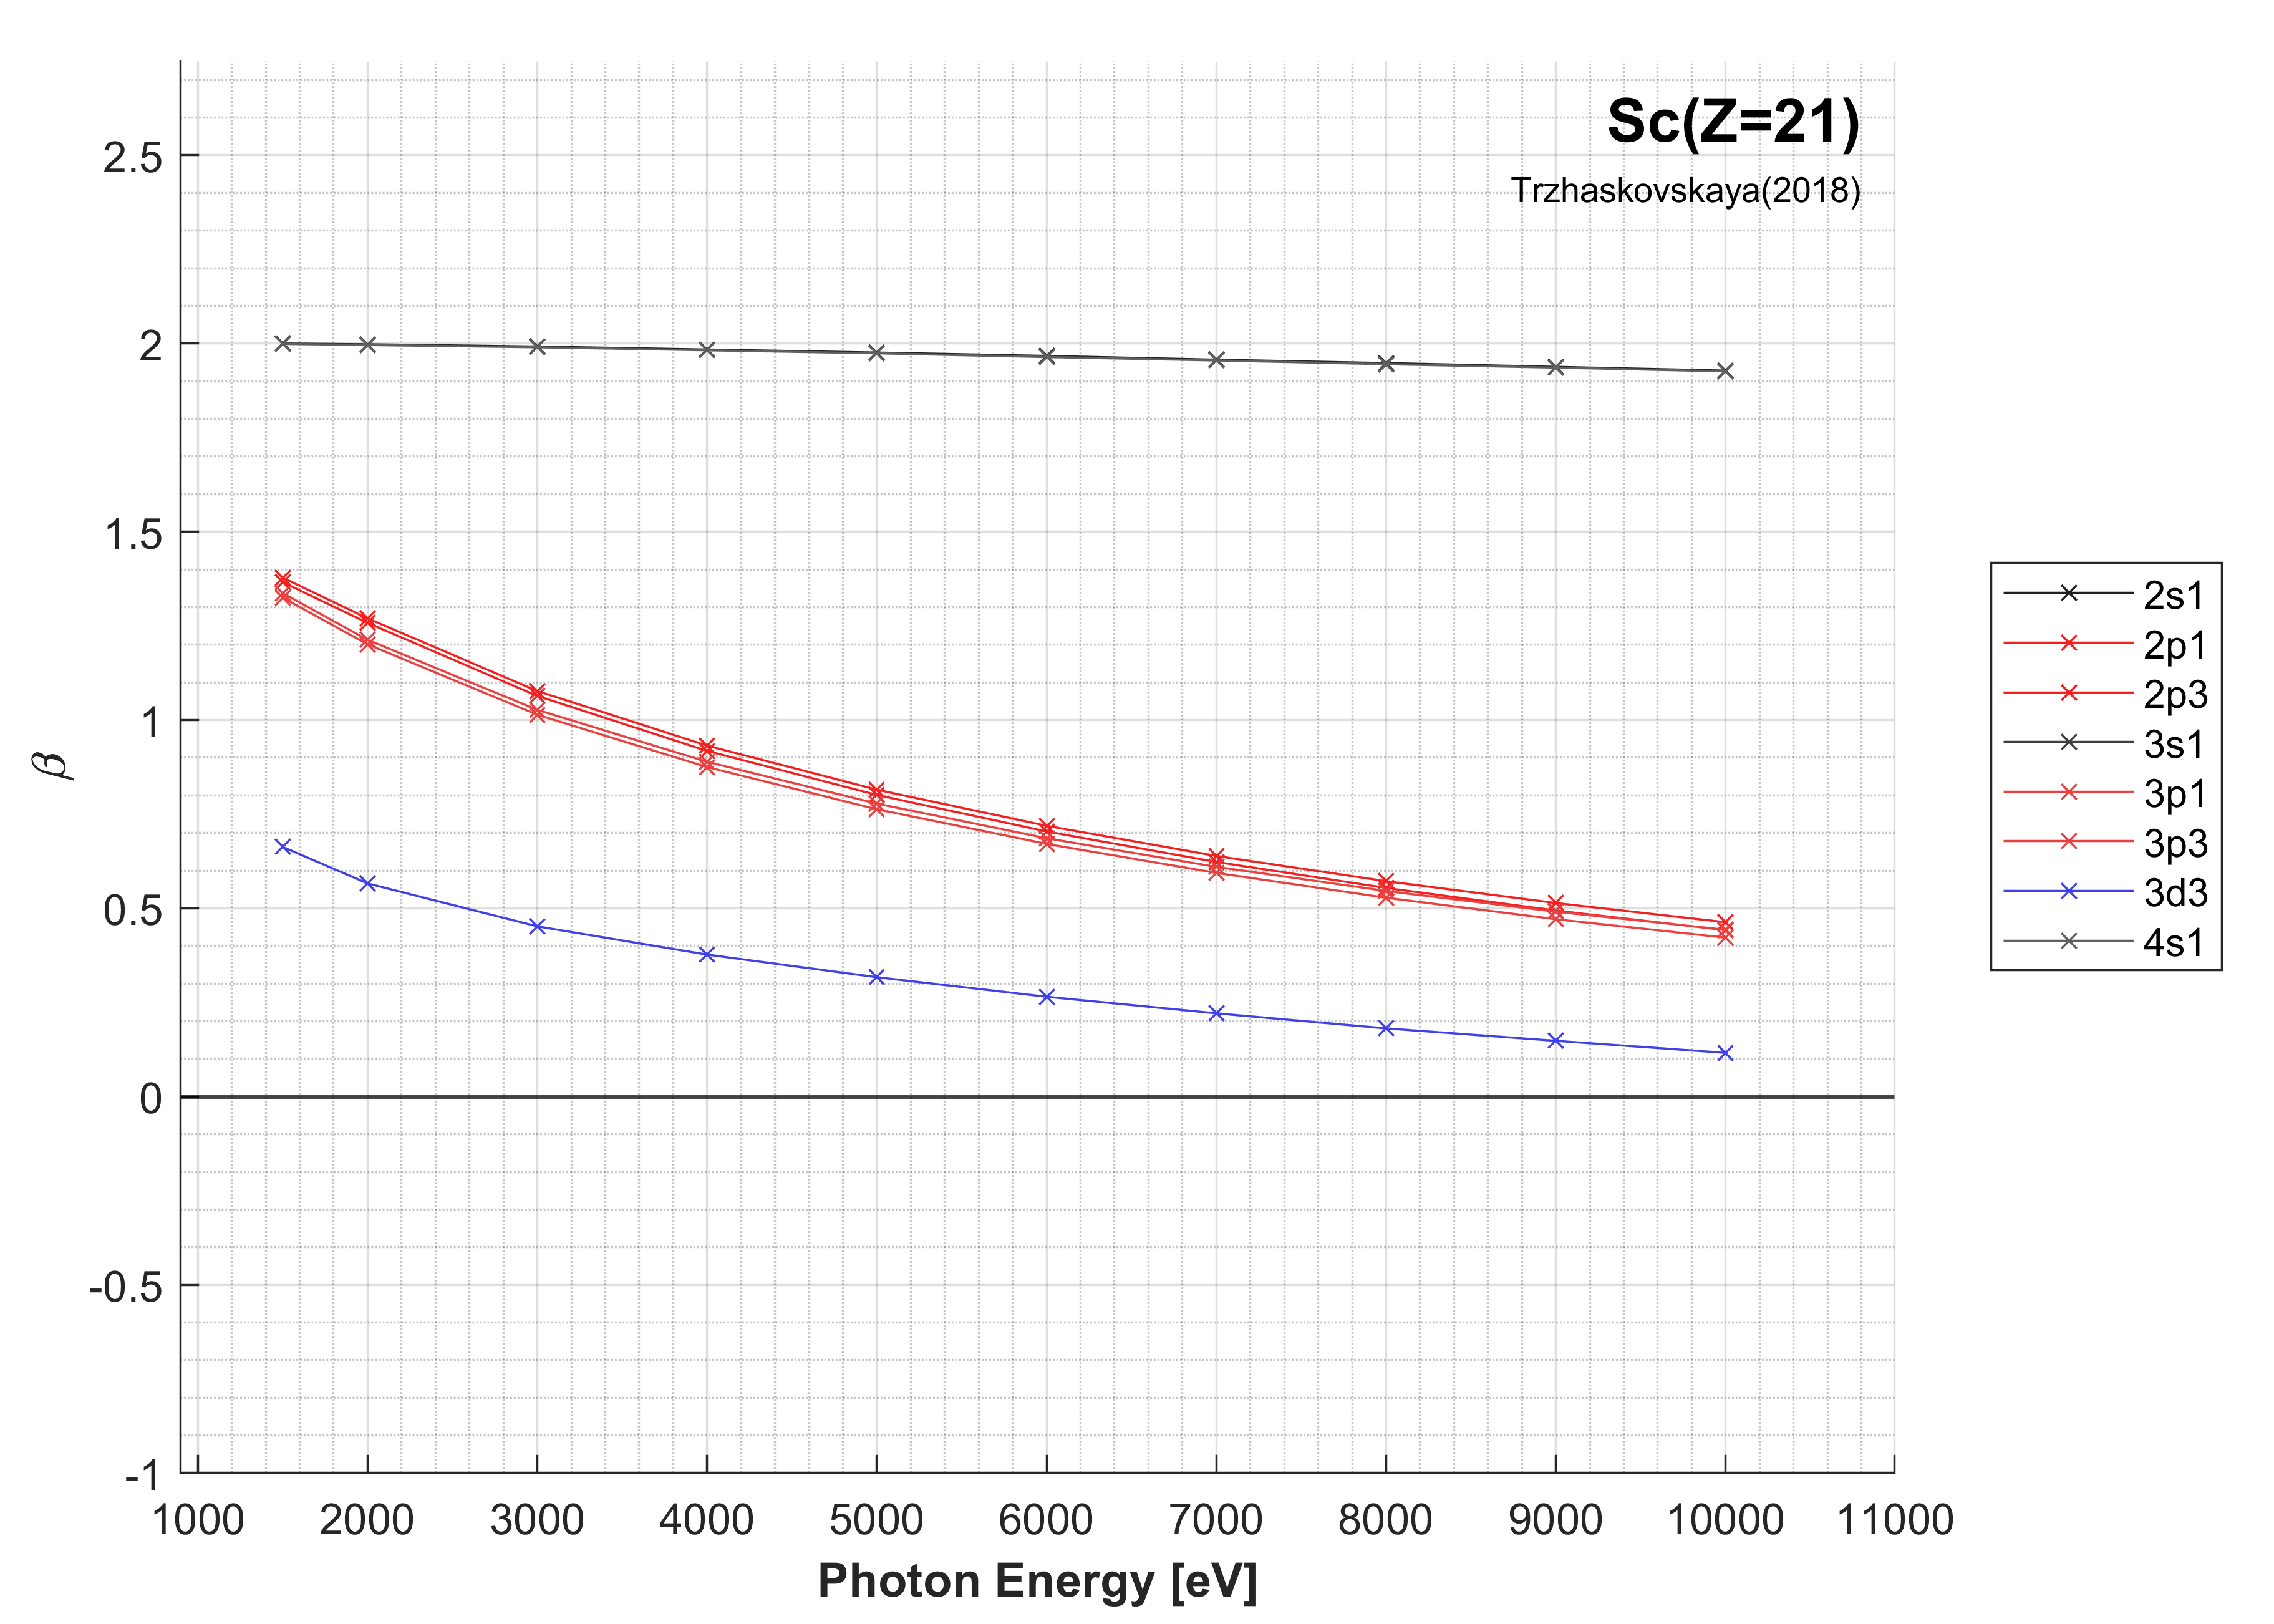 Sc(Z=21)
Trzhaskovskaya(2018)
2.5
2
1.5
1
0.5
0
-0.5
-1
β
1000 2000 3000 4000 5000 6000 7000 8000 9000 10000 11000
Photon Energy [eV]
2s1
2p1
2p3
3s1
3p1
3p3
3d3
4s1